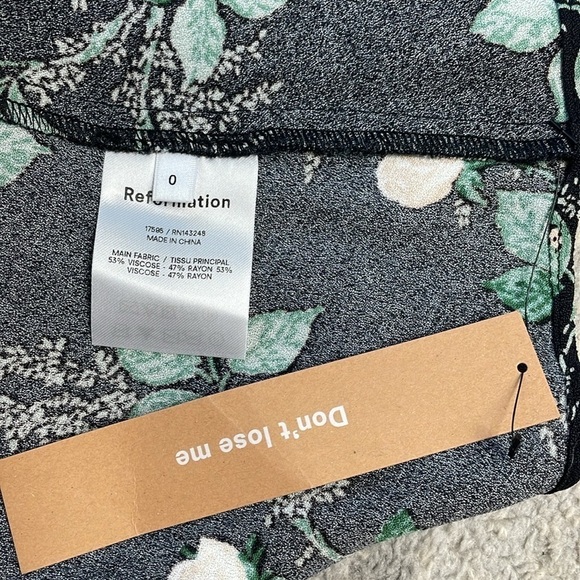 0
Reformation
17595 / RN143248
MADE IN CHINA
MAIN FABRIC / TISSU PRINCIPAL
53% VISCOSE - 47% RAYON 53%
VISCOSE - 47% RAYON
Don't lose me